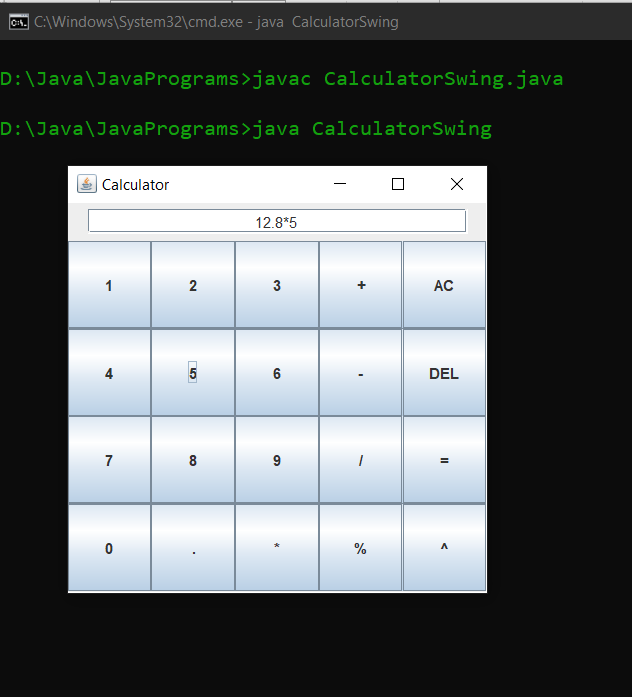 C:\Windows\System32\cmd.exe - java  CalculatorSwing
D:\Java\JavaPrograms>javac CalculatorSwing.java
D:\Java\JavaPrograms>java CalculatorSwing
Calculator
12.8*5
1 2 3 + AC
4 5 6 - DEL
7 8 9 / =
0 . * % ^